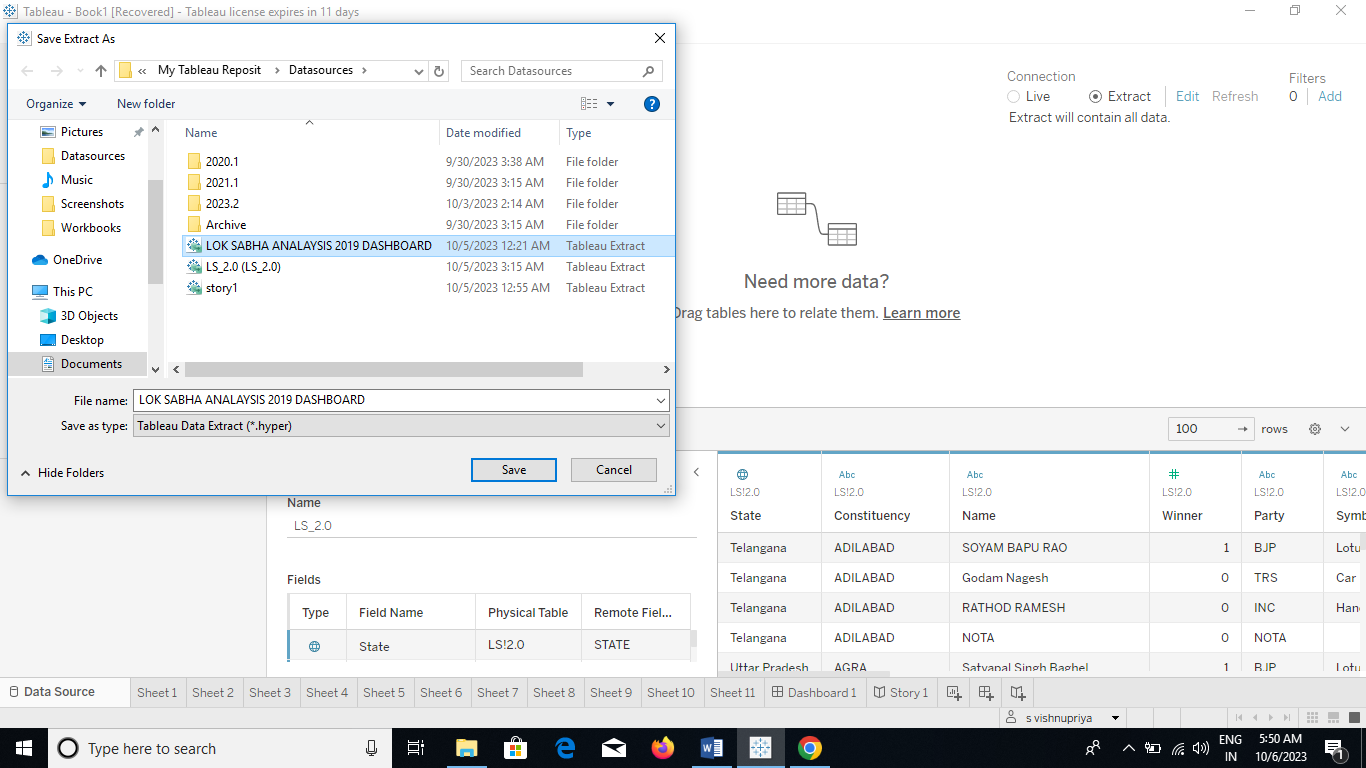 Tableau - Book1 [Recovered] - Tableau license expires in 11 days
Save Extract As
« My Tableau Reposit > Datasources >
Search Datasources
Organize
New folder
?
Pictures
Datasources
Music
Screenshots
Workbooks
OneDrive
This PC
3D Objects
Desktop
Documents
Name Date modified Type
2020.1 9/30/2023 3:38 AM File folder
2021.1 9/30/2023 3:15 AM File folder
2023.2 10/3/2023 2:14 AM File folder
Archive 9/30/2023 3:15 AM File folder
LOK SABHA ANALAYSIS 2019 DASHBOARD 10/5/2023 12:21 AM Tableau Extract
LS_2.0 (LS_2.0) 10/5/2023 3:15 AM Tableau Extract
story1 10/5/2023 12:55 AM Tableau Extract
File name: LOK SABHA ANALAYSIS 2019 DASHBOARD
Save as type: Tableau Data Extract (*.hyper)
Hide Folders
Save
Cancel
Connection
Live Extract Edit Refresh
Extract will contain all data.
Filters
0 Add
Need more data?
Drag tables here to relate them. Learn more
100 rows
Name
LS_2.0
Fields
Type Field Name Physical Table Remote Fiel...
State LS!2.0 STATE
Abc Abc # Abc Abc
LS!2.0 LS!2.0 LS!2.0 LS!2.0 LS!2.0 LS!2.0
State Constituency Name Winner Party Symb
Telangana ADILABAD SOYAM BAPU RAO 1 BJP Lotu
Telangana ADILABAD Godam Nagesh 0 TRS Car
Telangana ADILABAD RATHOD RAMESH 0 INC Hand
Telangana ADILABAD NOTA 0 NOTA
Uttar Pradesh AGRA Satyapal Singh Baghel 1 BJP Lotu
Data Source Sheet 1 Sheet 2 Sheet 3 Sheet 4 Sheet 5 Sheet 6 Sheet 7 Sheet 8 Sheet 9 Sheet 10 Sheet 11 Dashboard 1 Story 1
s vishnupriya
Type here to search
ENG
IN
5:50 AM
10/6/2023
1